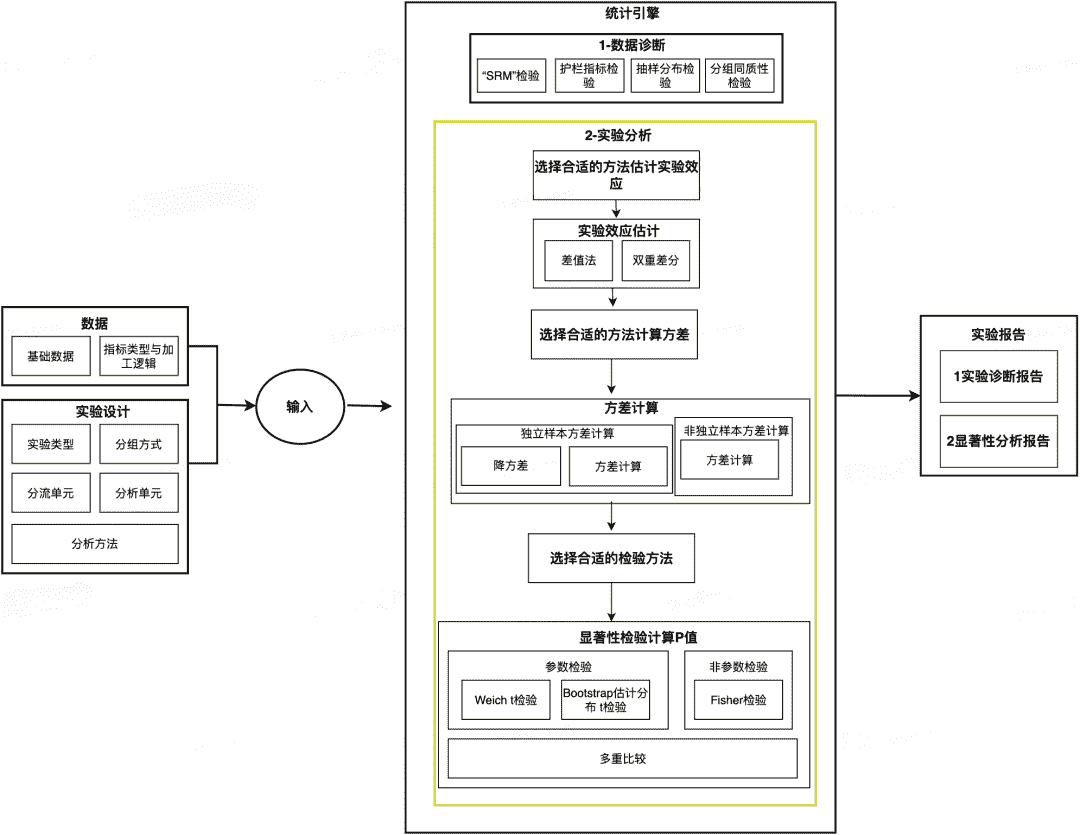 数据
基础数据
指标类型与加
工逻辑
实验设计
实验类型
分组方式
分流单元
分析单元
分析方法
输入
统计引擎
1-数据诊断
“SRM”检验
护栏指标检
验
抽样分布检
验
分组同质性
检验
2-实验分析
选择合适的方法估计实验效
应
实验效应估计
差值法
双重差分
选择合适的方法计算方差
方差计算
独立样本方差计算
降方差
方差计算
非独立样本方差计算
方差计算
选择合适的检验方法
显著性检验计算P值
参数检验
Weich t检验
Bootstrap估计分
布 t检验
非参数检验
Fisher检验
多重比较
实验报告
1实验诊断报告
2显著性分析报告